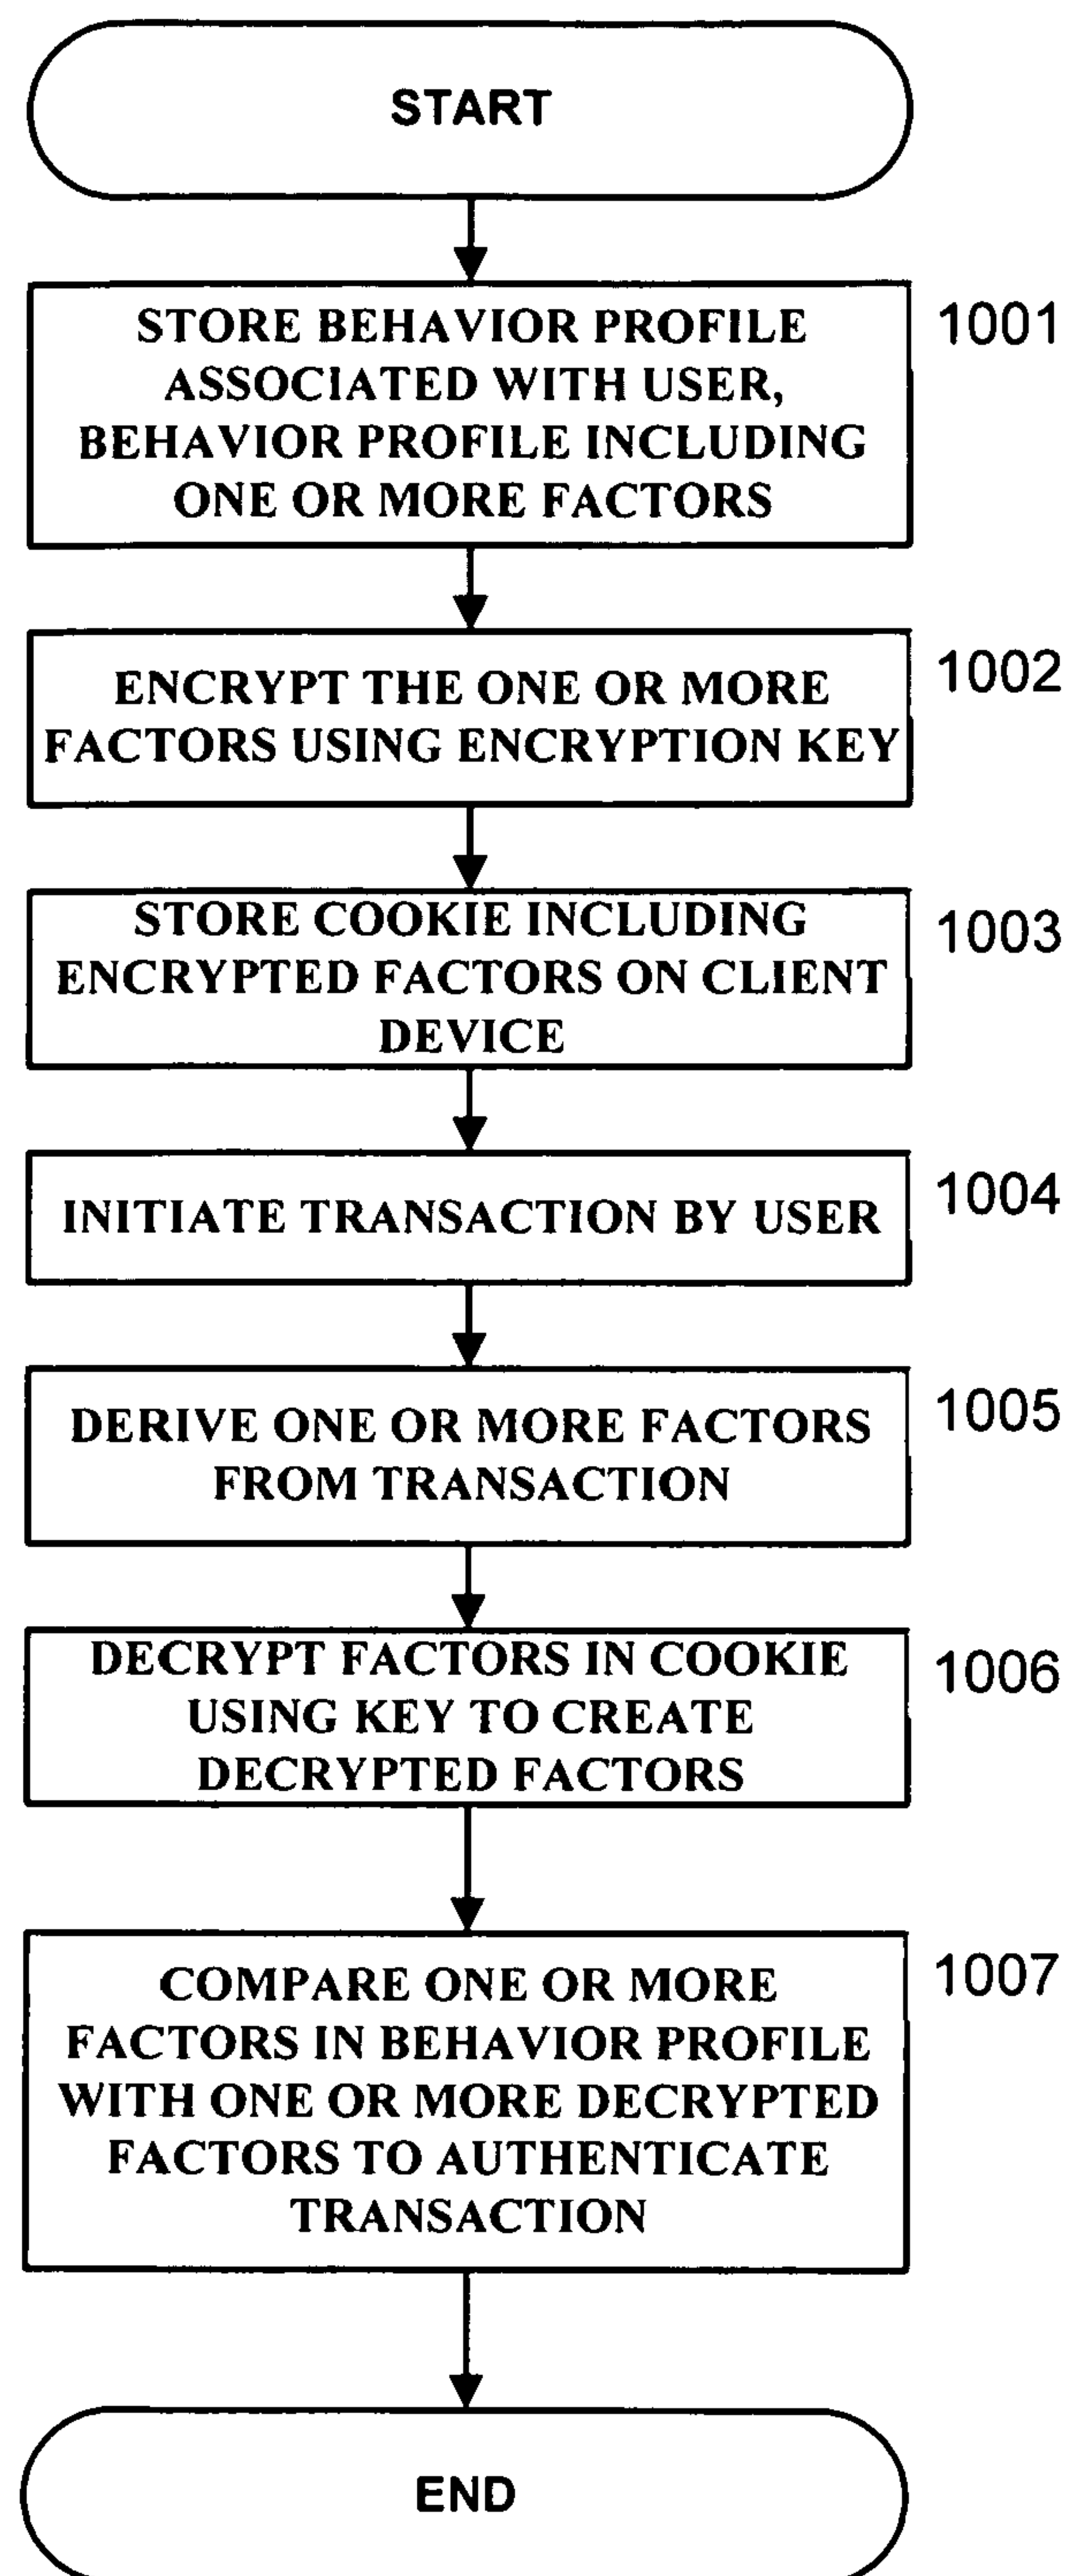 START
STORE BEHAVIOR PROFILE
ASSOCIATED WITH USER,
BEHAVIOR PROFILE INCLUDING
ONE OR MORE FACTORS
1001
ENCRYPT THE ONE OR MORE
FACTORS USING ENCRYPTION KEY
1002
STORE COOKIE INCLUDING
ENCRYPTED FACTORS ON CLIENT
DEVICE
1003
INITIATE TRANSACTION BY USER
1004
DERIVE ONE OR MORE FACTORS
FROM TRANSACTION
1005
DECRYPT FACTORS IN COOKIE
USING KEY TO CREATE
DECRYPTED FACTORS
1006
COMPARE ONE OR MORE
FACTORS IN BEHAVIOR PROFILE
WITH ONE OR MORE DECRYPTED
FACTORS TO AUTHENTICATE
TRANSACTION
1007
END